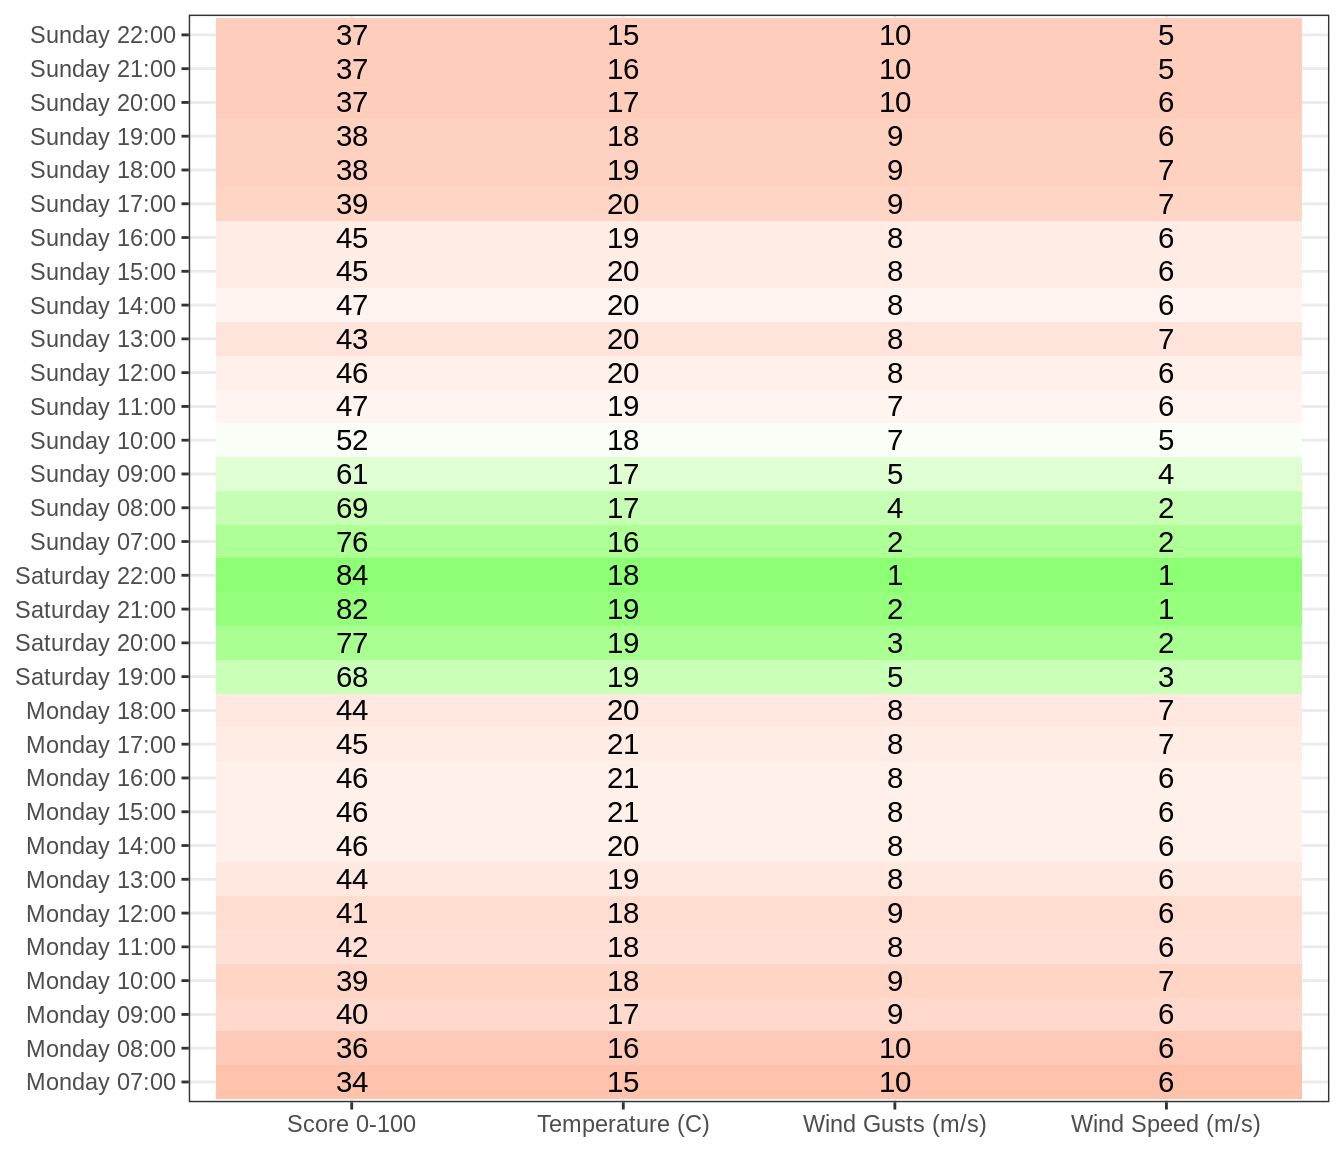 Sunday 22:00 37 15 10 5
Sunday 21:00 37 16 10 5
Sunday 20:00 37 17 10 6
Sunday 19:00 38 18 9 6
Sunday 18:00 38 19 9 7
Sunday 17:00 39 20 9 7
Sunday 16:00 45 19 8 6
Sunday 15:00 45 20 8 6
Sunday 14:00 47 20 8 6
Sunday 13:00 43 20 8 7
Sunday 12:00 46 20 8 6
Sunday 11:00 47 19 7 6
Sunday 10:00 52 18 7 5
Sunday 09:00 61 17 5 4
Sunday 08:00 69 17 4 2
Sunday 07:00 76 16 2 2
Saturday 22:00 84 18 1 1
Saturday 21:00 82 19 2 1
Saturday 20:00 77 19 3 2
Saturday 19:00 68 19 5 3
Monday 18:00 44 20 8 7
Monday 17:00 45 21 8 7
Monday 16:00 46 21 8 6
Monday 15:00 46 21 8 6
Monday 14:00 46 20 8 6
Monday 13:00 44 19 8 6
Monday 12:00 41 18 9 6
Monday 11:00 42 18 8 6
Monday 10:00 39 18 9 7
Monday 09:00 40 17 9 6
Monday 08:00 36 16 10 6
Monday 07:00 34 15 10 6
Score 0-100 Temperature (C) Wind Gusts (m/s) Wind Speed (m/s)